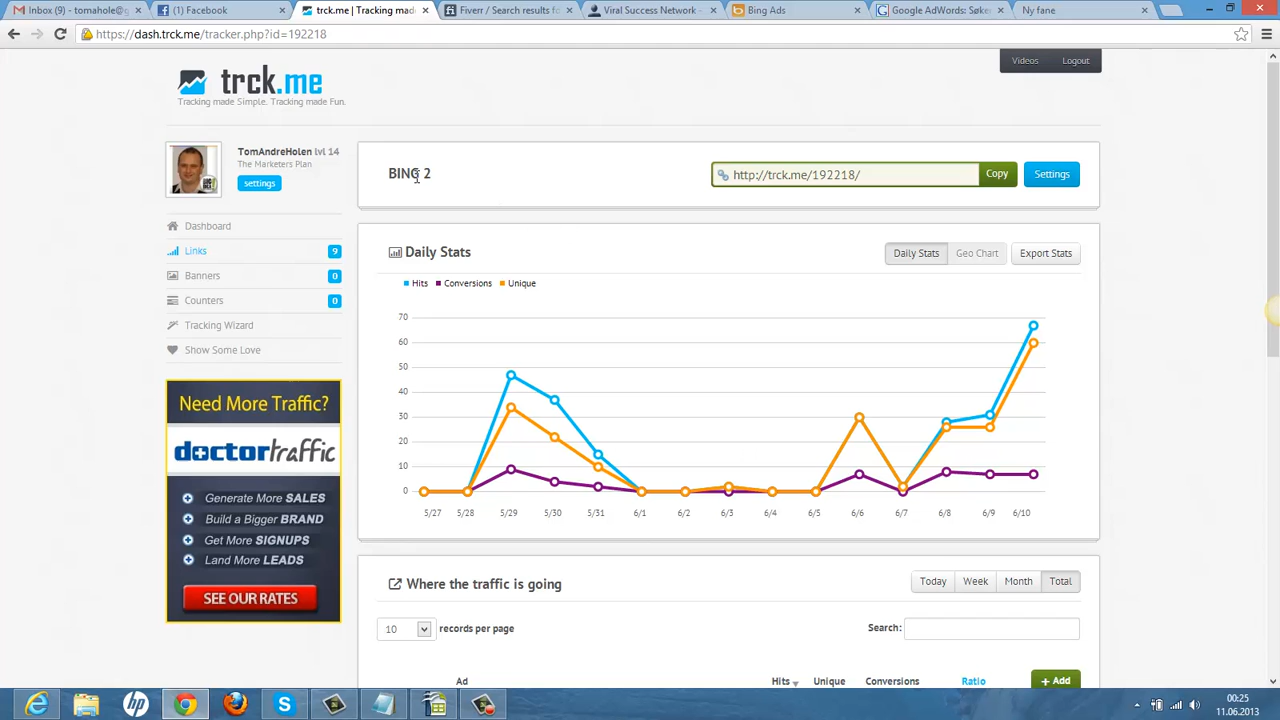 Inbox (9) - tomahole@g
(1) Facebook
trck.me | Tracking made
Fiverr / Search results fo
Viral Success Network -
Bing Ads
Google AdWords: Søke
Ny fane
https://dash.trck.me/tracker.php?id=192218
Videos
Logout
trck.me
Tracking made Simple. Tracking made Fun.
TomAndreHolen lvl 14
The Marketers Plan
settings
Dashboard
Links 9
Banners 0
Counters 0
Tracking Wizard
Show Some Love
Need More Traffic?
doctortraffic
Generate More SALES
Build a Bigger BRAND
Get More SIGNUPS
Land More LEADS
SEE OUR RATES
BING 2
http://trck.me/192218/
Copy
Settings
Daily Stats
Daily Stats
Geo Chart
Export Stats
Hits Conversions Unique
70
60
50
40
30
20
10
0
5/27 5/28 5/29 5/30 5/31 6/1 6/2 6/3 6/4 6/5 6/6 6/7 6/8 6/9 6/10
Where the traffic is going
Today Week Month Total
10 records per page
Search:
Ad Hits Unique Conversions Ratio + Add
00:25
11.06.2013